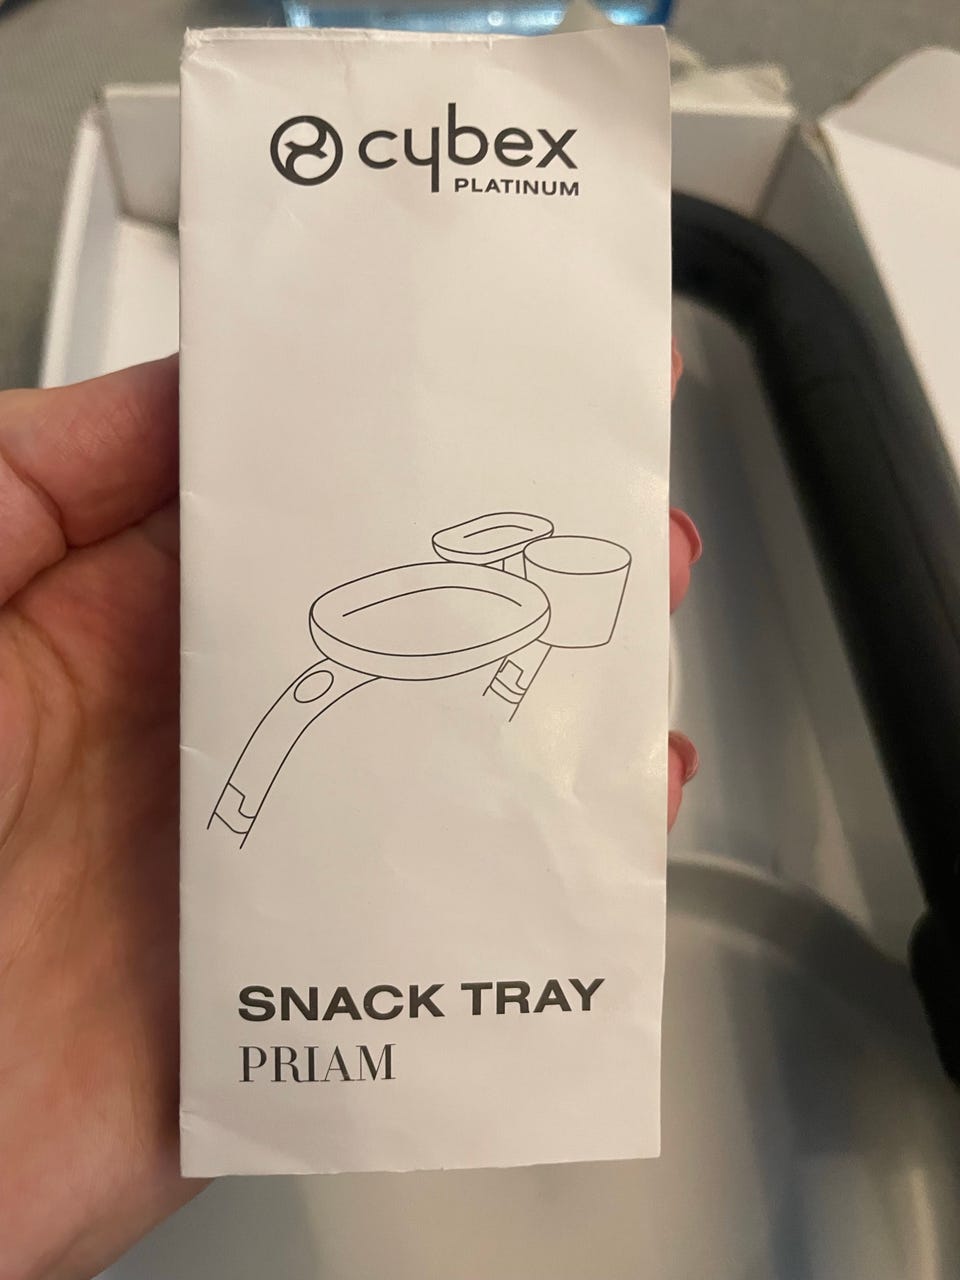 cybex
PLATINUM
SNACK TRAY
PRIAM